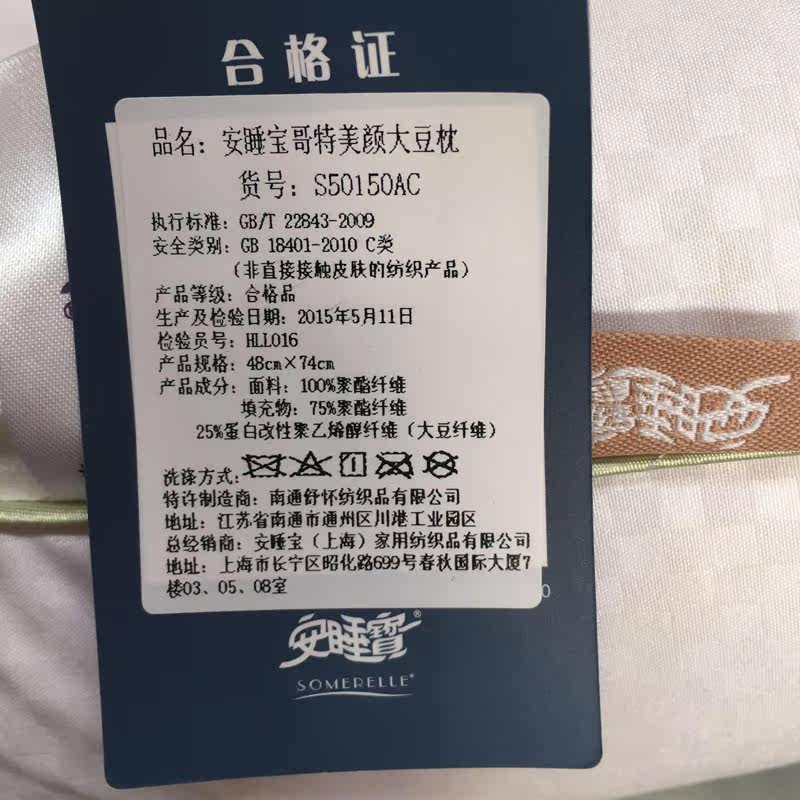 合格证
品名：安睡宝哥特美颜大豆枕
货号：S50150AC
执行标准：GB/T 22843-2009
安全类别：GB 18401-2010 C类
（非直接接触皮肤的纺织产品）
产品等级：合格品
生产及检验日期：2015年5月11日
检验员号：HLL016
产品规格：48cm×74cm
产品成分：面料：100%聚酯纤维
填充物：75%聚酯纤维
25%蛋白改性聚乙烯醇纤维（大豆纤维）
洗涤方式：
特许制造商：南通舒怀纺织品有限公司
地址：江苏省南通市通州区川港工业园区
总经销商：安睡宝（上海）家用纺织品有限公司
地址：上海市长宁区昭化路699号春秋国际大厦7
楼03、05、08室
0
安睡寶®
SOMERELLE®